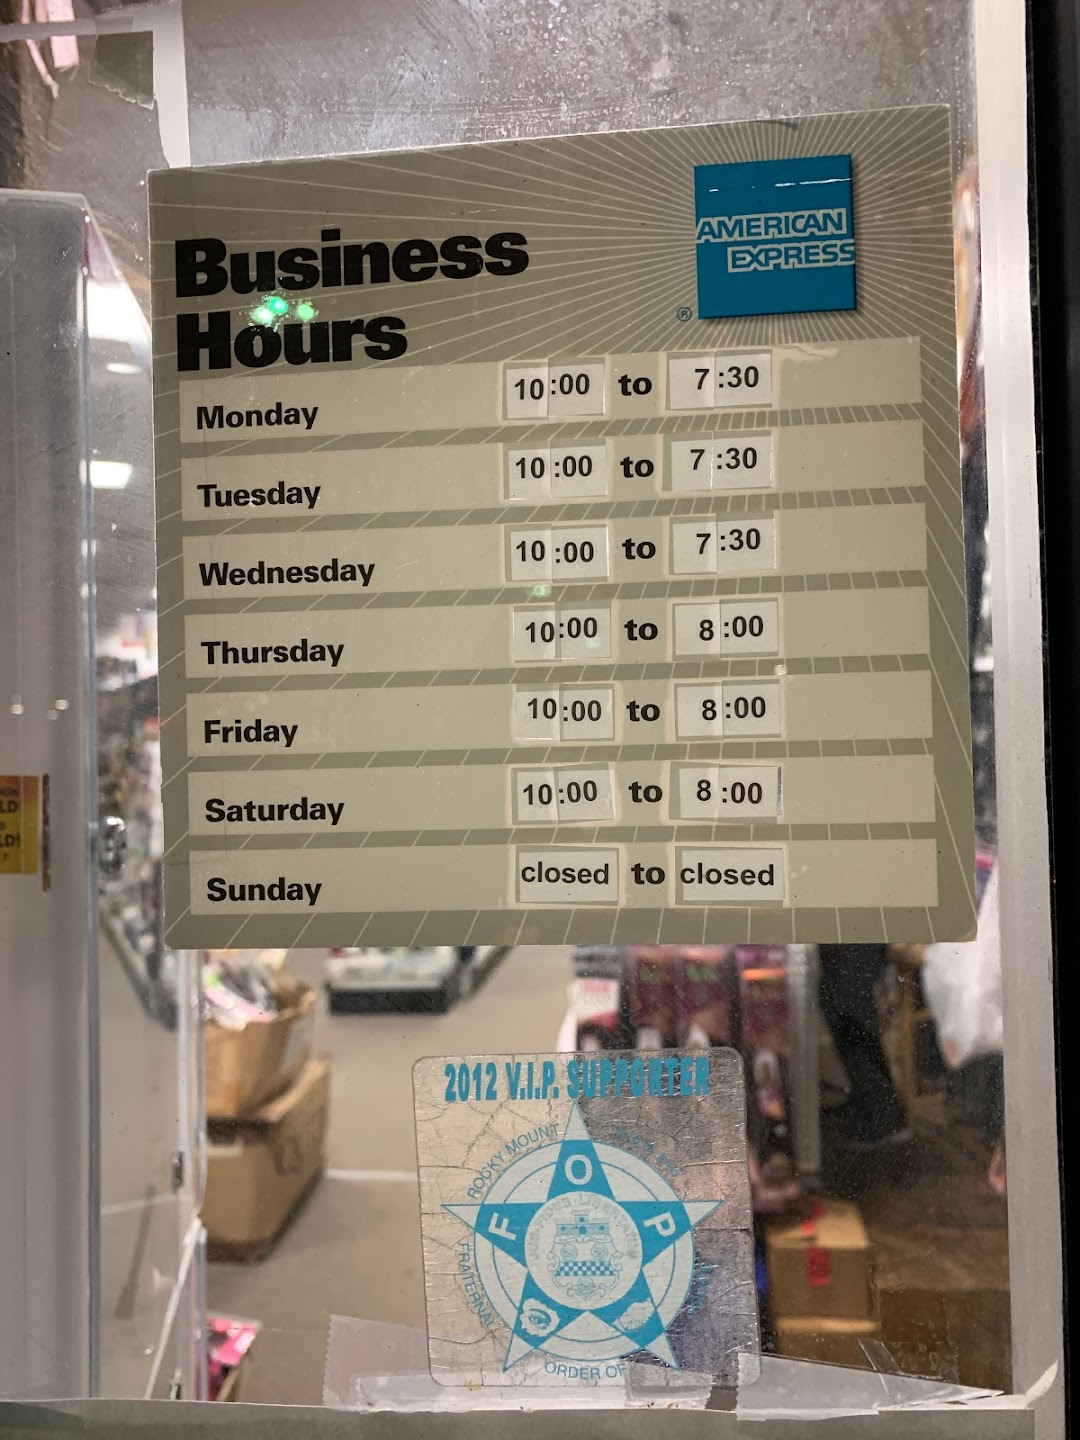 AMERICAN
EXPRESS
®
Business
Hours
Monday 10:00 to 7:30
Tuesday 10:00 to 7:30
Wednesday 10:00 to 7:30
Thursday 10:00 to 8:00
Friday 10:00 to 8:00
Saturday 10:00 to 8:00
Sunday closed to closed
2012 V.I.P. SUPPORTER
ROCKY MOUNT
F O P
FRATERNAL
ORDER OF